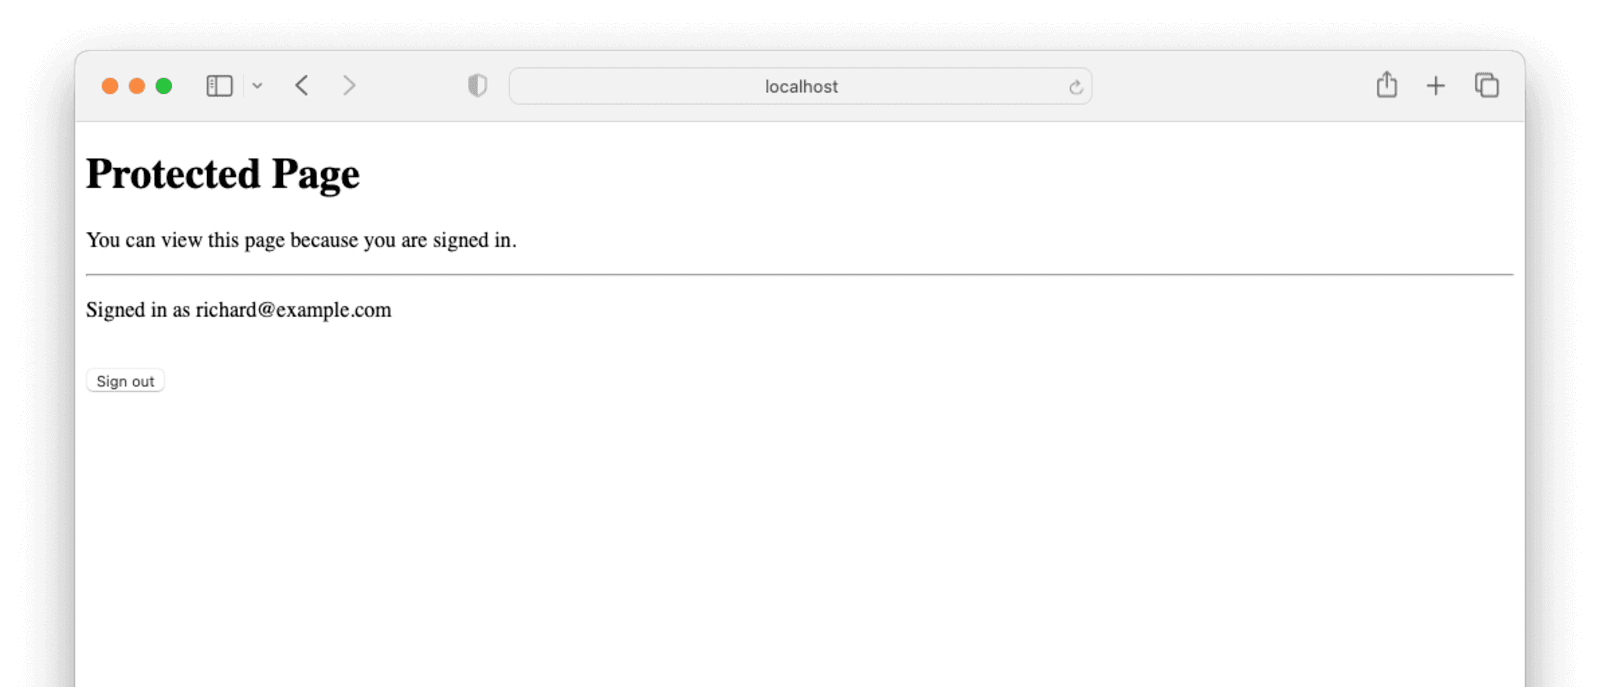 localhost
Protected Page
You can view this page because you are signed in.
Signed in as richard@example.com
Sign out